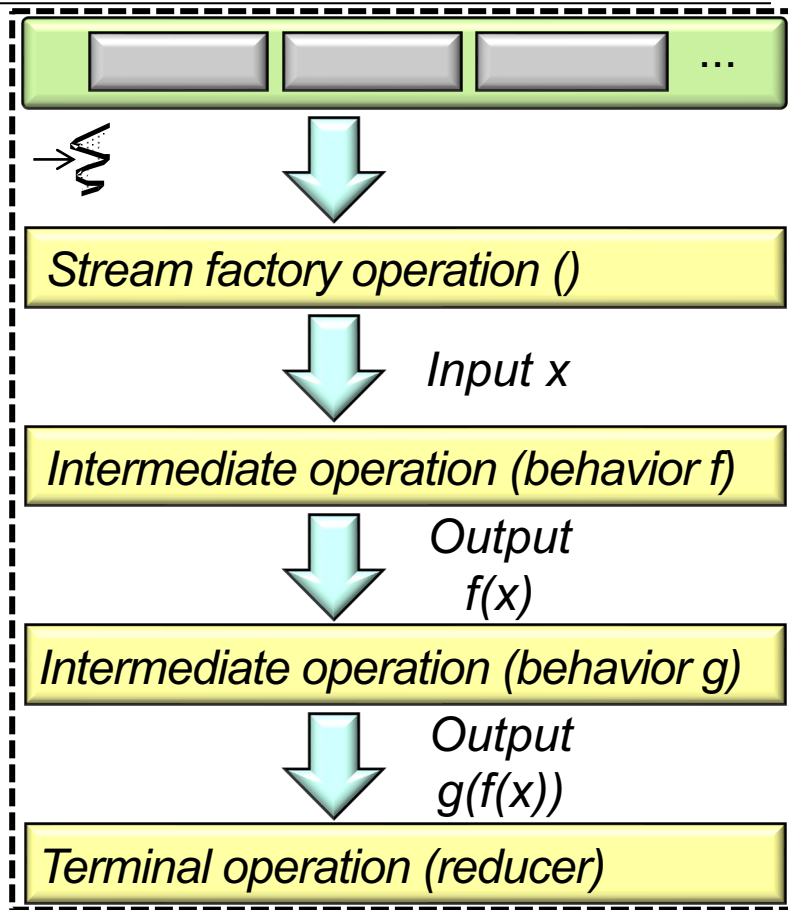 ...
Stream factory operation ()
Input x
Intermediate operation (behavior f)
Output
f(x)
Intermediate operation (behavior g)
Output
g(f(x))
Terminal operation (reducer)